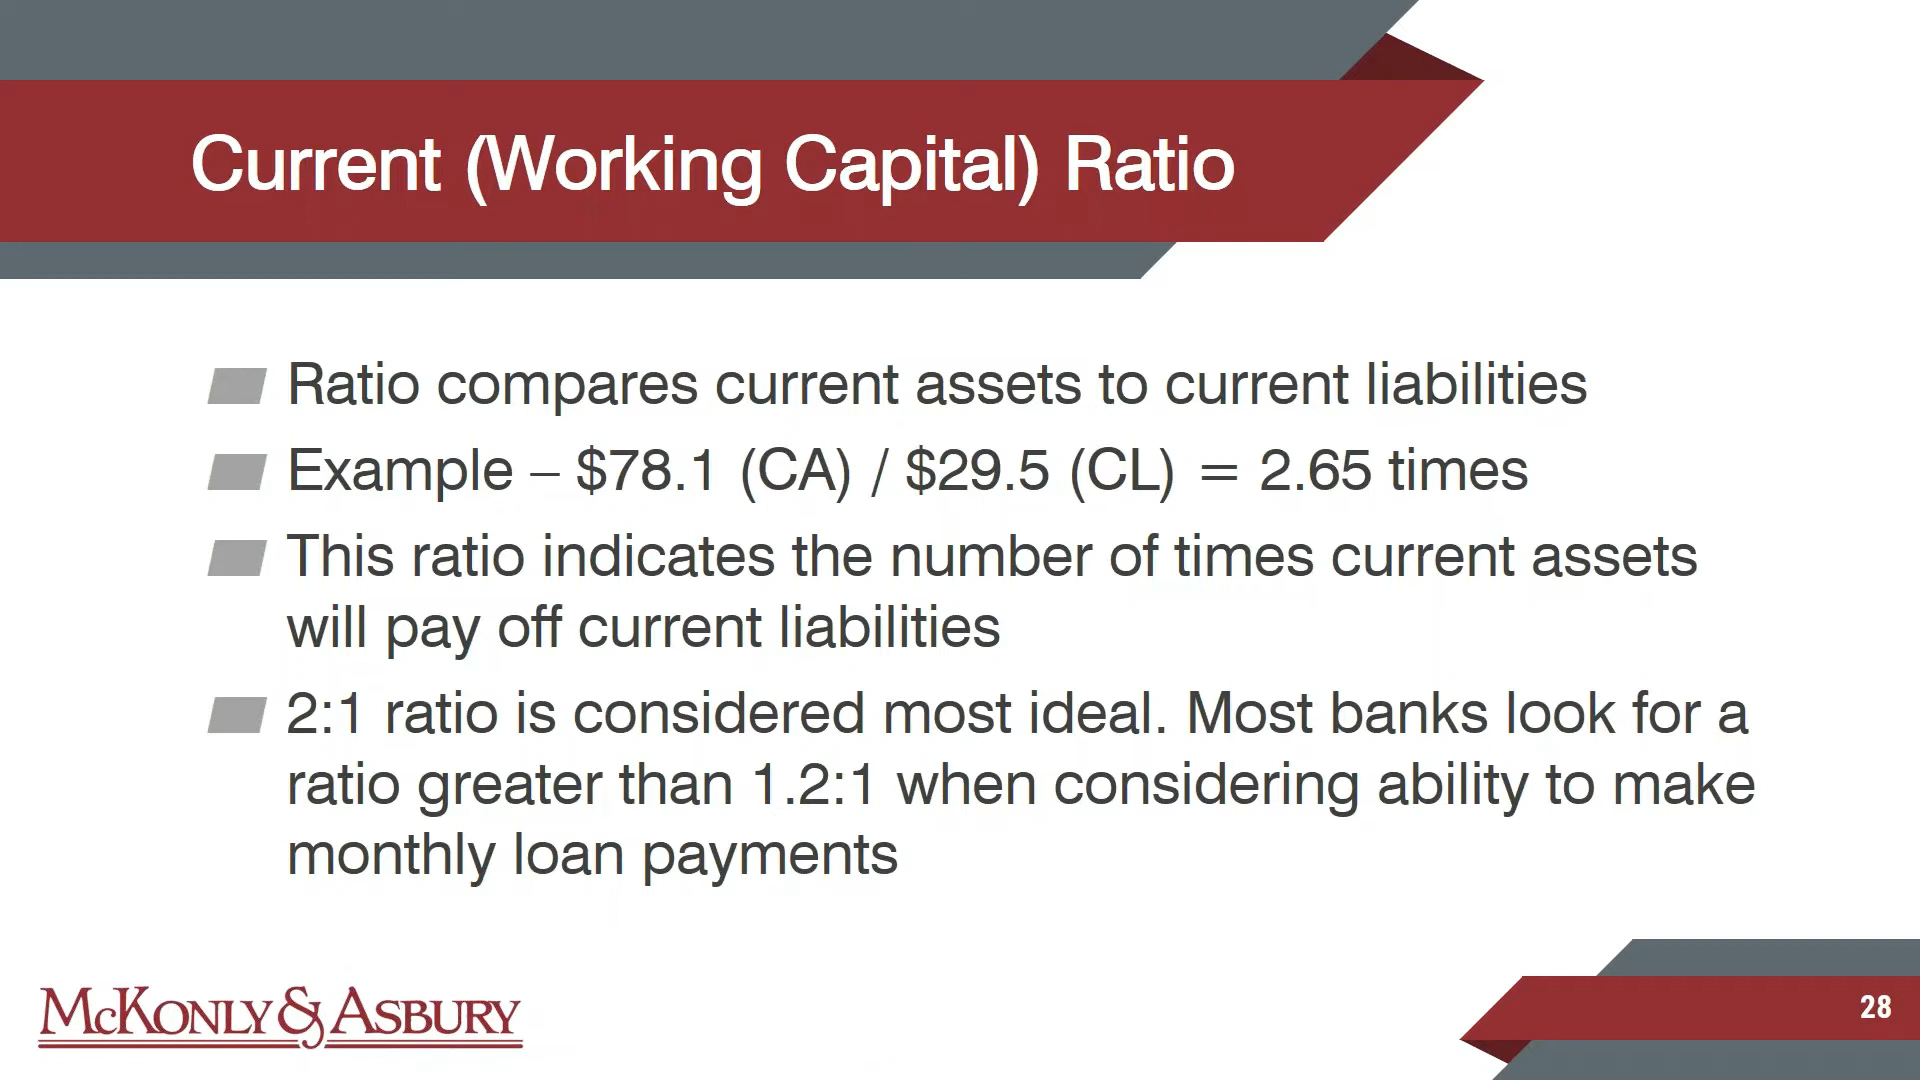 Current (Working Capital) Ratio
Ratio compares current assets to current liabilities
Example – $78.1 (CA) / $29.5 (CL) = 2.65 times
This ratio indicates the number of times current assets
will pay off current liabilities
2:1 ratio is considered most ideal. Most banks look for a
ratio greater than 1.2:1 when considering ability to make
monthly loan payments
McKonly & Asbury
28